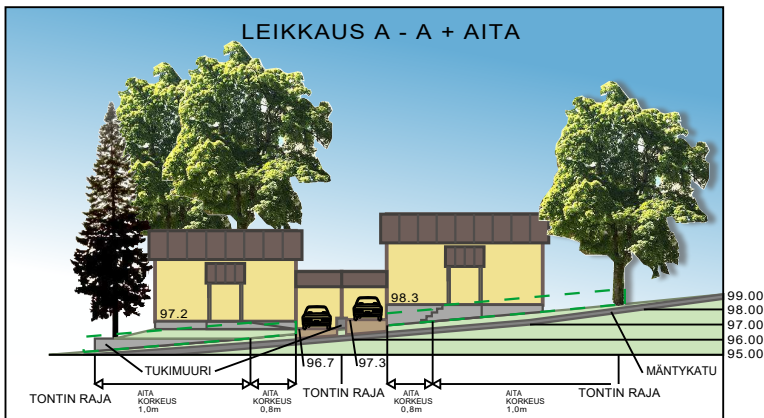 LEIKKAUS A - A + AITA
97.2
98.3
99.00
98.00
97.00
96.00
95.00
96.7
97.3
TUKIMUURI
MÄNTYKATU
TONTIN RAJA
AITA
KORKEUS
1,0m
AITA
KORKEUS
0,8m
TONTIN RAJA
AITA
KORKEUS
0,8m
AITA
KORKEUS
1,0m
TONTIN RAJA